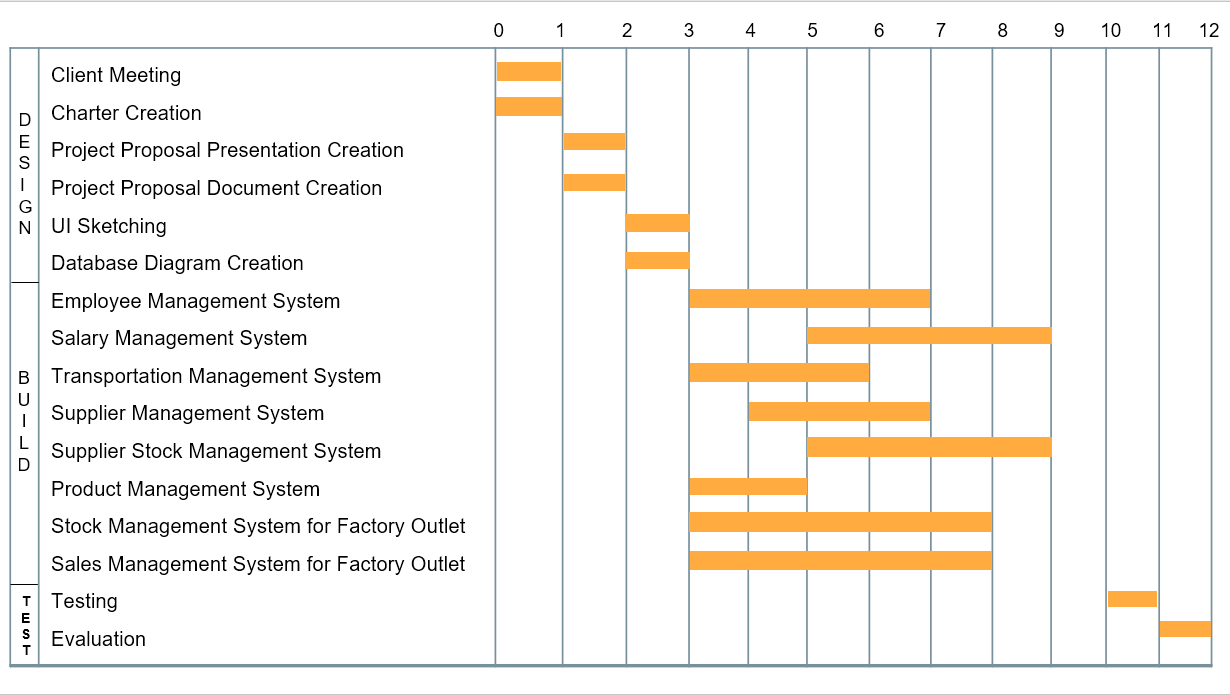 0 1 2 3 4 5 6 7 8 9 10 11 12
DESIGN
Client Meeting
Charter Creation
Project Proposal Presentation Creation
Project Proposal Document Creation
UI Sketching
Database Diagram Creation
BUILD
Employee Management System
Salary Management System
Transportation Management System
Supplier Management System
Supplier Stock Management System
Product Management System
Stock Management System for Factory Outlet
Sales Management System for Factory Outlet
TEST
Testing
Evaluation